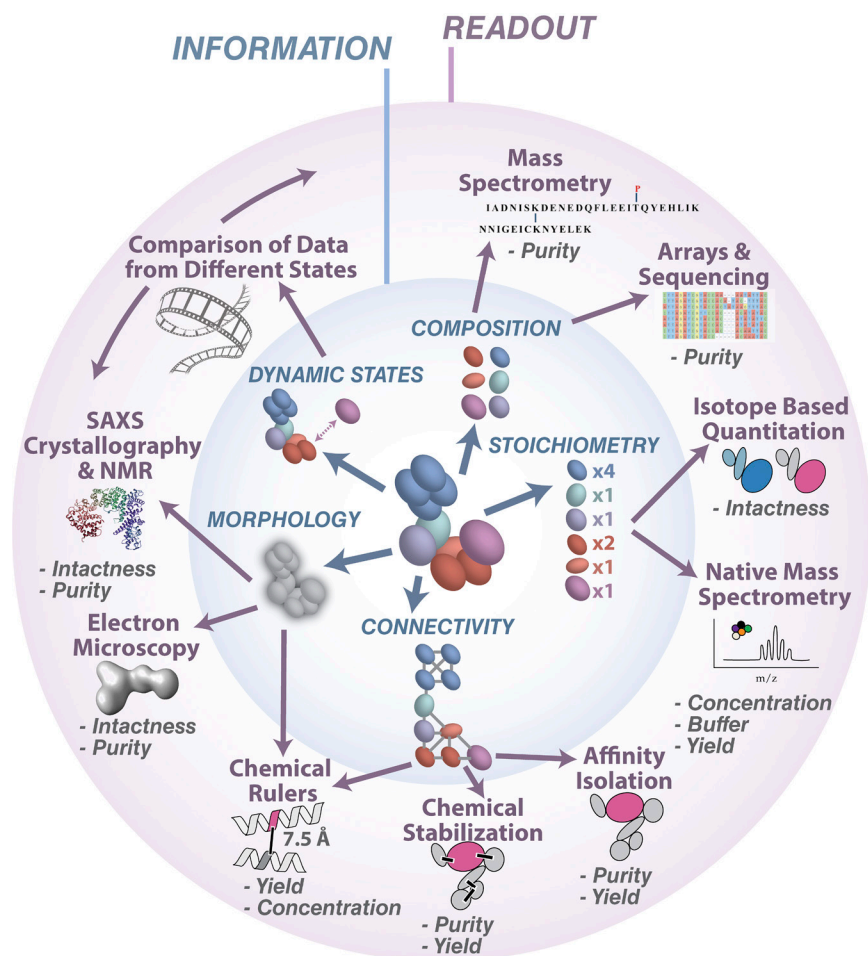 INFORMATION
READOUT
Mass
Spectrometry
P
IADNISKDENEDQFLEEITQYEHLIK
NNIGEICKNYELEK
- Purity
Arrays &
Sequencing
- Purity
Comparison of Data
from Different States
COMPOSITION
DYNAMIC STATES
STOICHIOMETRY
x4
x1
x1
x2
x1
x1
Isotope Based
Quantitation
- Intactness
SAXS
Crystallography
& NMR
- Intactness
- Purity
MORPHOLOGY
Native Mass
Spectrometry
m/z
- Concentration
- Buffer
- Yield
Electron
Microscopy
- Intactness
- Purity
CONNECTIVITY
Chemical
Rulers
7.5 Å
- Yield
- Concentration
Chemical
Stabilization
- Purity
- Yield
Affinity
Isolation
- Purity
- Yield